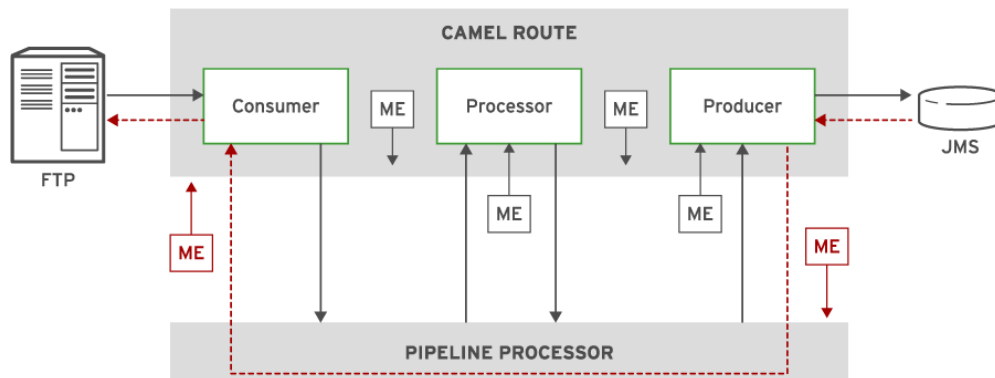 CAMEL ROUTE
Consumer
ME
Processor
ME
Producer
FTP
JMS
ME
ME
ME
ME
PIPELINE PROCESSOR